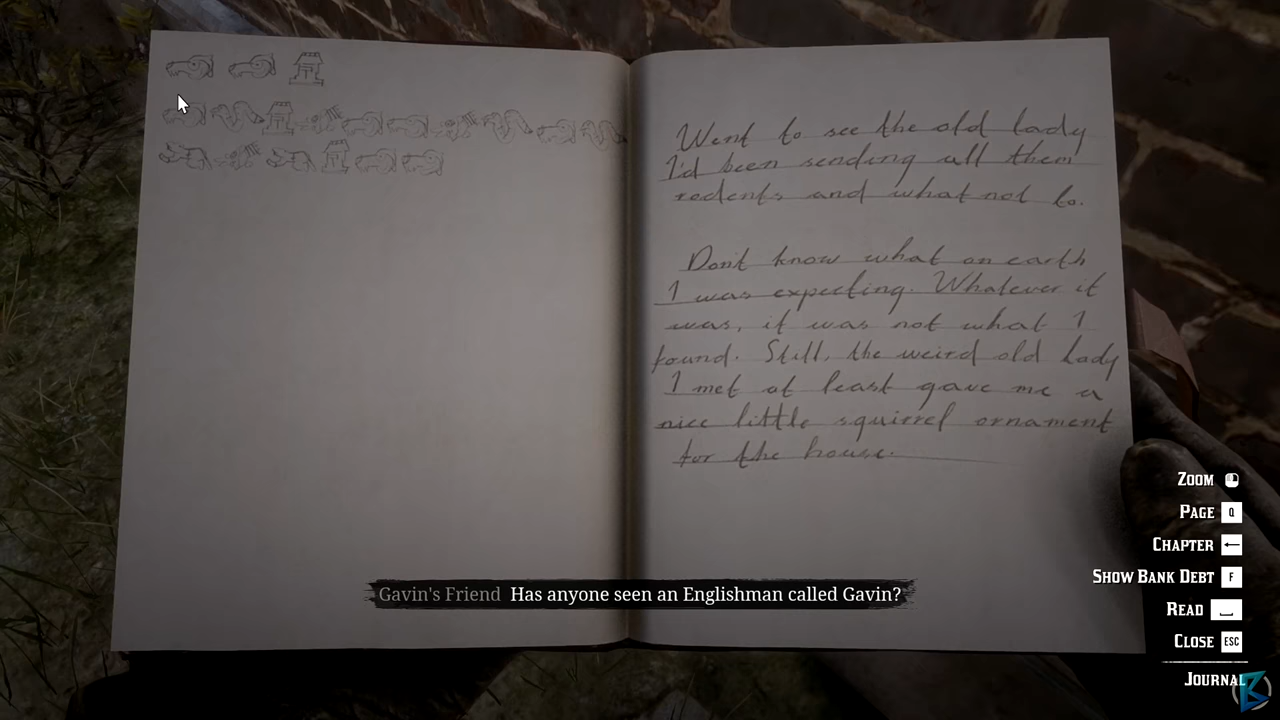 Went to see the old lady
I'd been sending all them
rodents and what not to.
Don't know what on earth
I was expecting. Whatever it
was, it was not what I
found. Still, the weird old lady
I met at least gave me a
nice little squirrel ornament
for the house.
Gavin's Friend Has anyone seen an Englishman called Gavin?
ZOOM
PAGE Q
CHAPTER ←
SHOW BANK DEBT F
READ
CLOSE ESC
JOURNAL